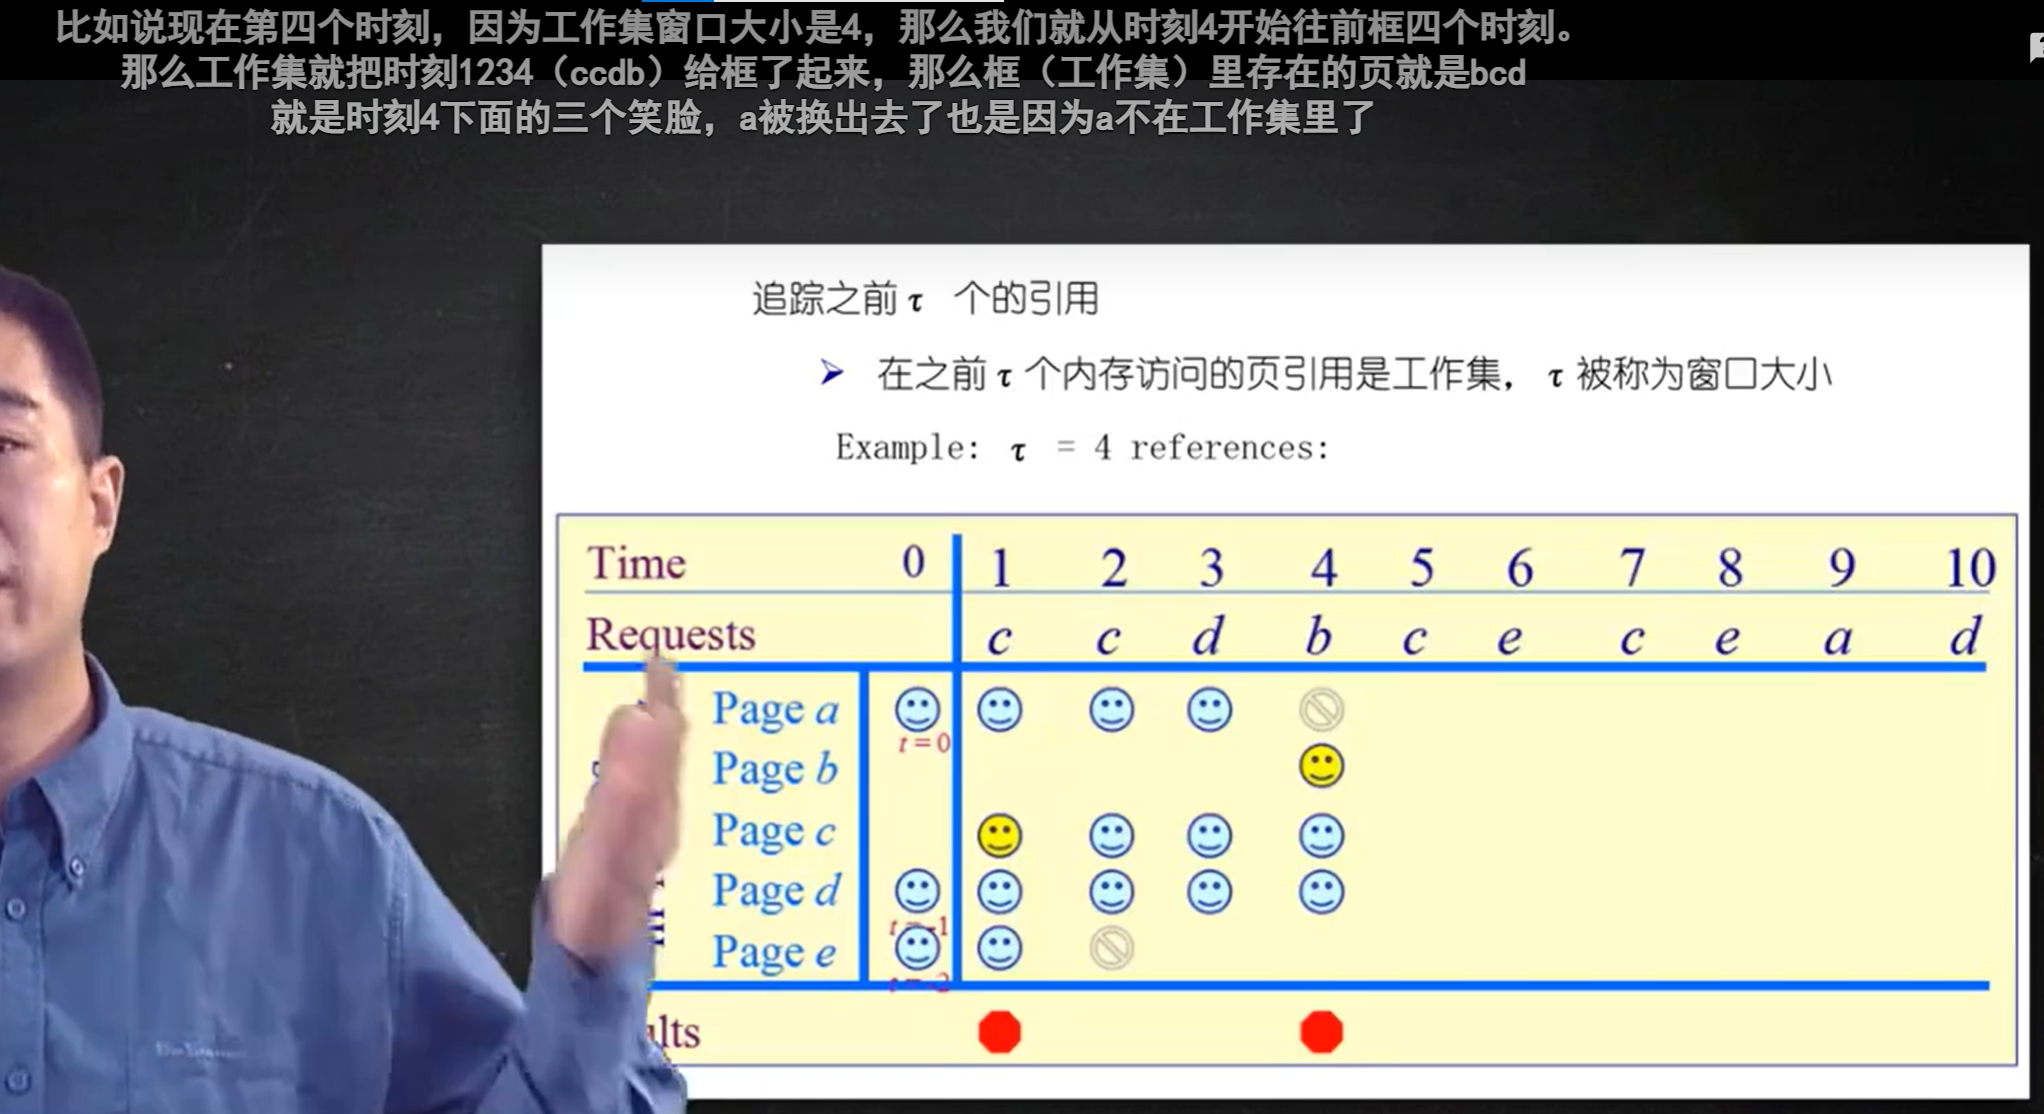 比如说现在第四个时刻，因为工作集窗口大小是4，那么我们就从时刻4开始往前框四个时刻。
那么工作集就把时刻1234（ccdb）给框了起来，那么框（工作集）里存在的页就是bcd
就是时刻4下面的三个笑脸，a被换出去了也是因为a不在工作集里了
追踪之前 τ 个的引用
在之前 τ 个内存访问的页引用是工作集， τ 被称为窗口大小
Example: τ = 4 references:
Time 0 1 2 3 4 5 6 7 8 9 10
Requests c c d b c e c e a d
Page a
t = 0
Page b
Page c
Page d
t = -1
Page e
t = -2
ults